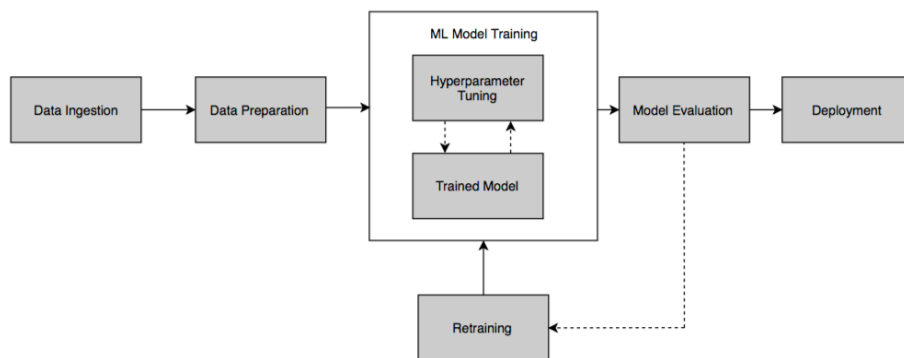 ML Model Training
Hyperparameter
Tuning
Data Ingestion
Data Preparation
Model Evaluation
Deployment
Trained Model
Retraining